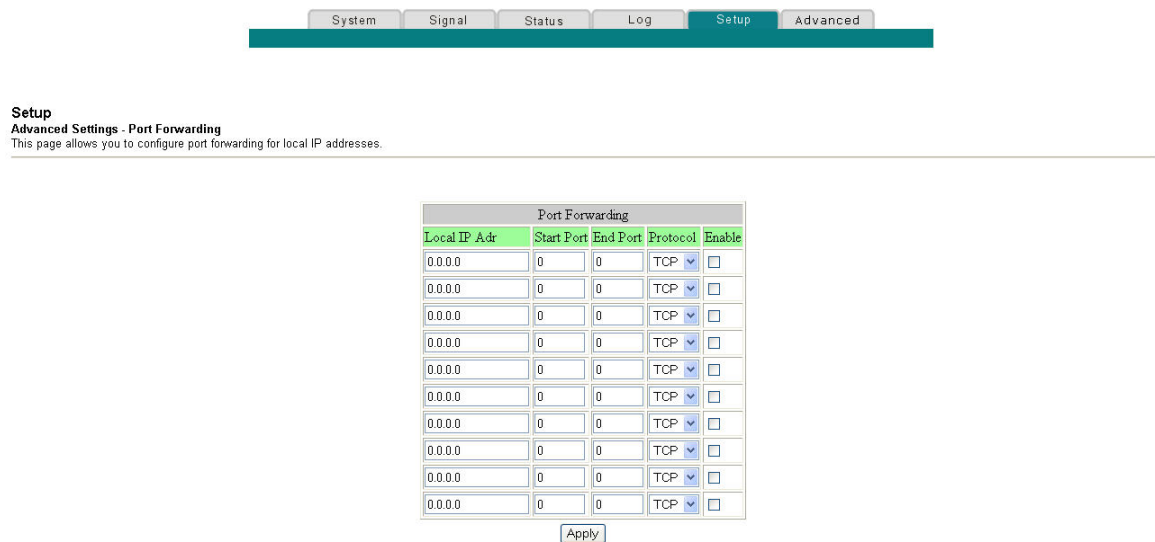 System Signal Status Log Setup Advanced
Setup
Advanced Settings - Port Forwarding
This page allows you to configure port forwarding for local IP addresses.
Port Forwarding
Local IP Adr Start Port End Port Protocol Enable
0.0.0.0 0 0 TCP
0.0.0.0 0 0 TCP
0.0.0.0 0 0 TCP
0.0.0.0 0 0 TCP
0.0.0.0 0 0 TCP
0.0.0.0 0 0 TCP
0.0.0.0 0 0 TCP
0.0.0.0 0 0 TCP
0.0.0.0 0 0 TCP
0.0.0.0 0 0 TCP
Apply